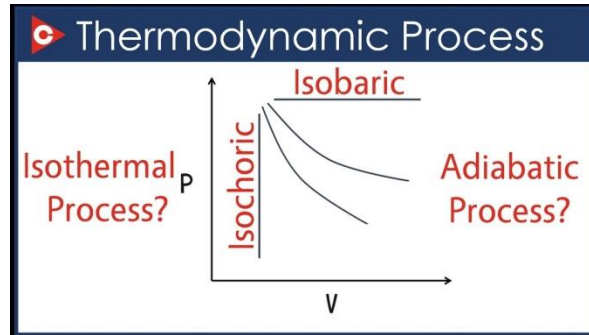 C Thermodynamic Process
Isobaric
Isothermal
Process?
P
Isochoric
Adiabatic
Process?
V